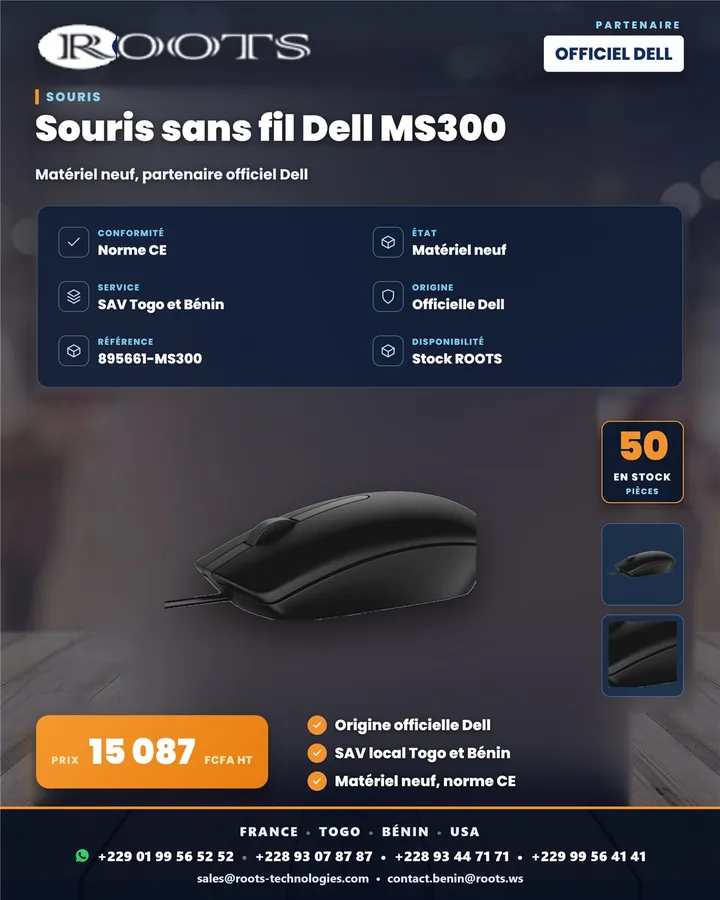 ROOTS
PARTENAIRE
OFFICIEL DELL
SOURIS
Souris sans fil Dell MS300
Matériel neuf, partenaire officiel Dell
CONFORMITÉ
Norme CE
ÉTAT
Matériel neuf
SERVICE
SAV Togo et Bénin
ORIGINE
Officielle Dell
RÉFÉRENCE
895661-MS300
DISPONIBILITÉ
Stock ROOTS
50
EN STOCK
PIÈCES
PRIX 15 087 FCFA HT
Origine officielle Dell
SAV local Togo et Bénin
Matériel neuf, norme CE
FRANCE • TOGO • BÉNIN • USA
+229 01 99 56 52 52 • +228 93 07 87 87 • +228 93 44 71 71 • +229 99 56 41 41
sales@roots-technologies.com • contact.benin@roots.ws